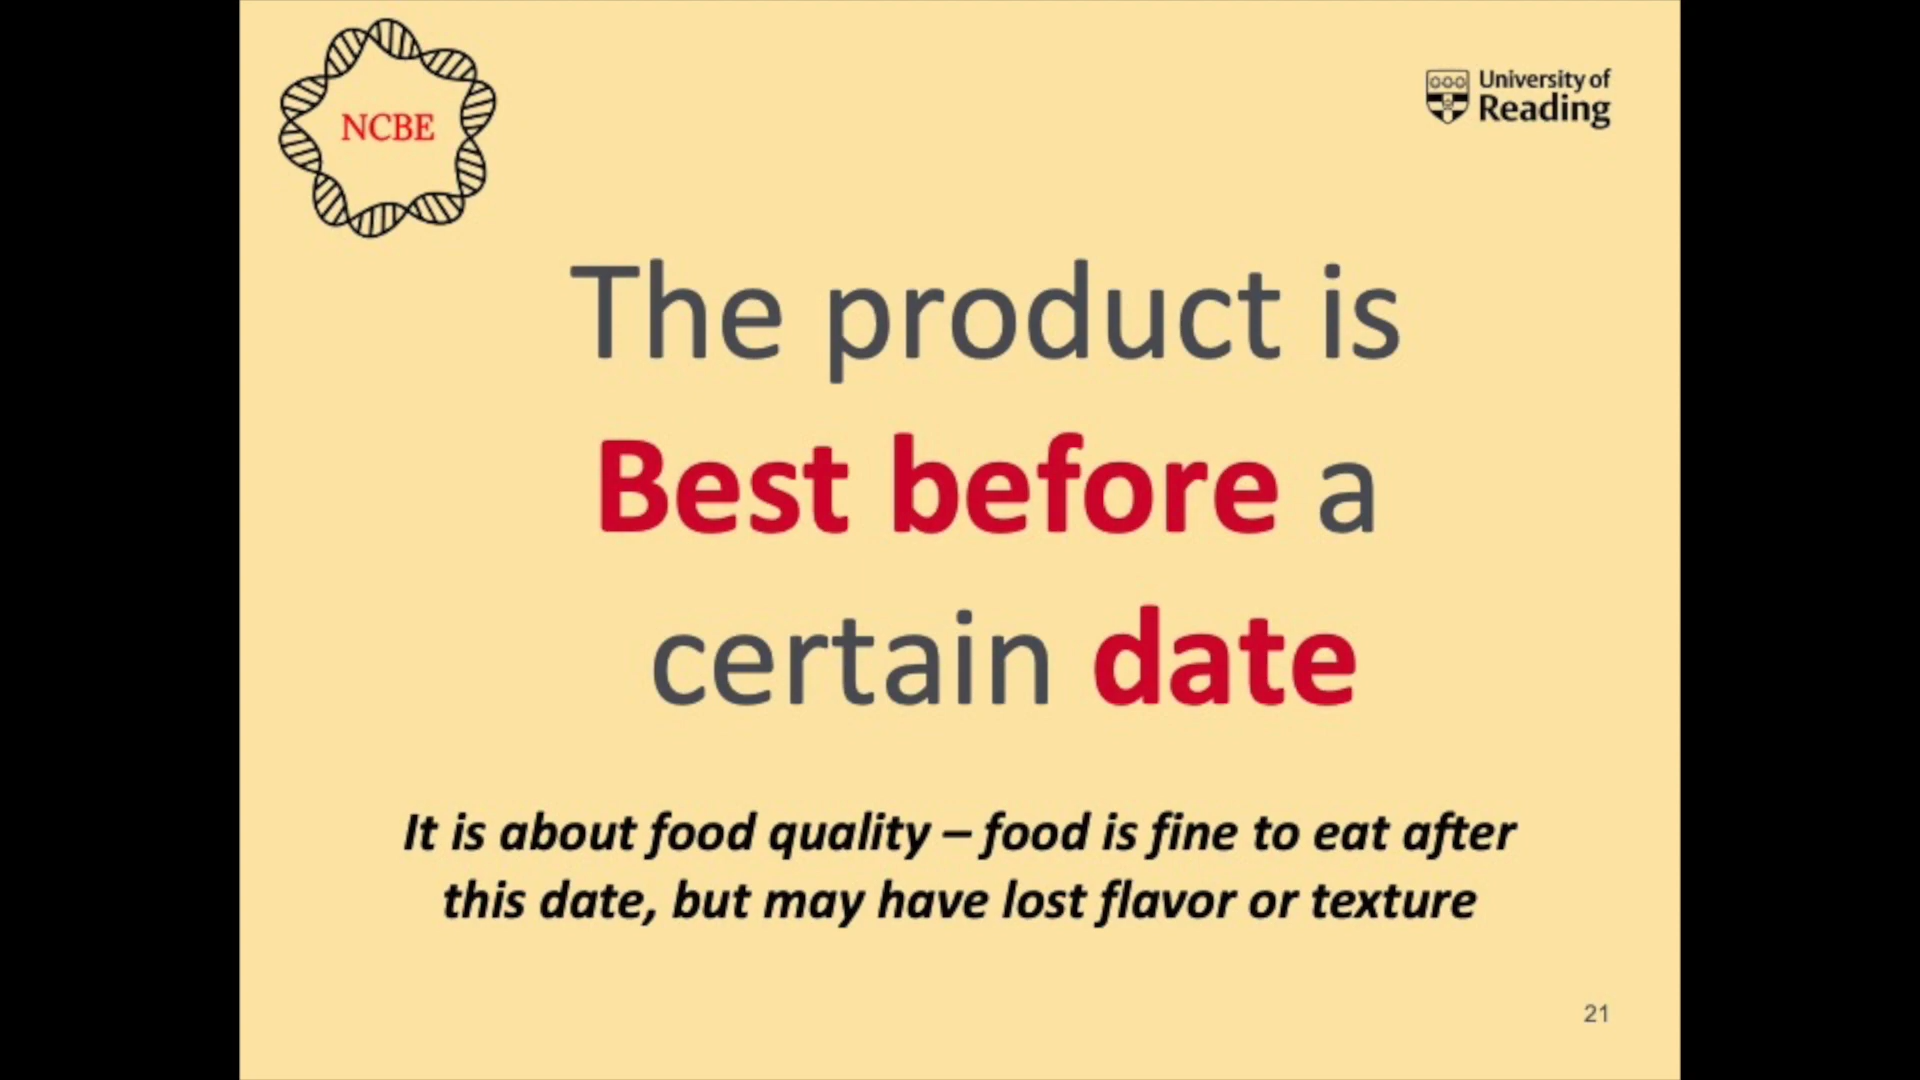 NCBE
University of
Reading
The product is
Best before a
certain date
It is about food quality – food is fine to eat after
this date, but may have lost flavor or texture
21